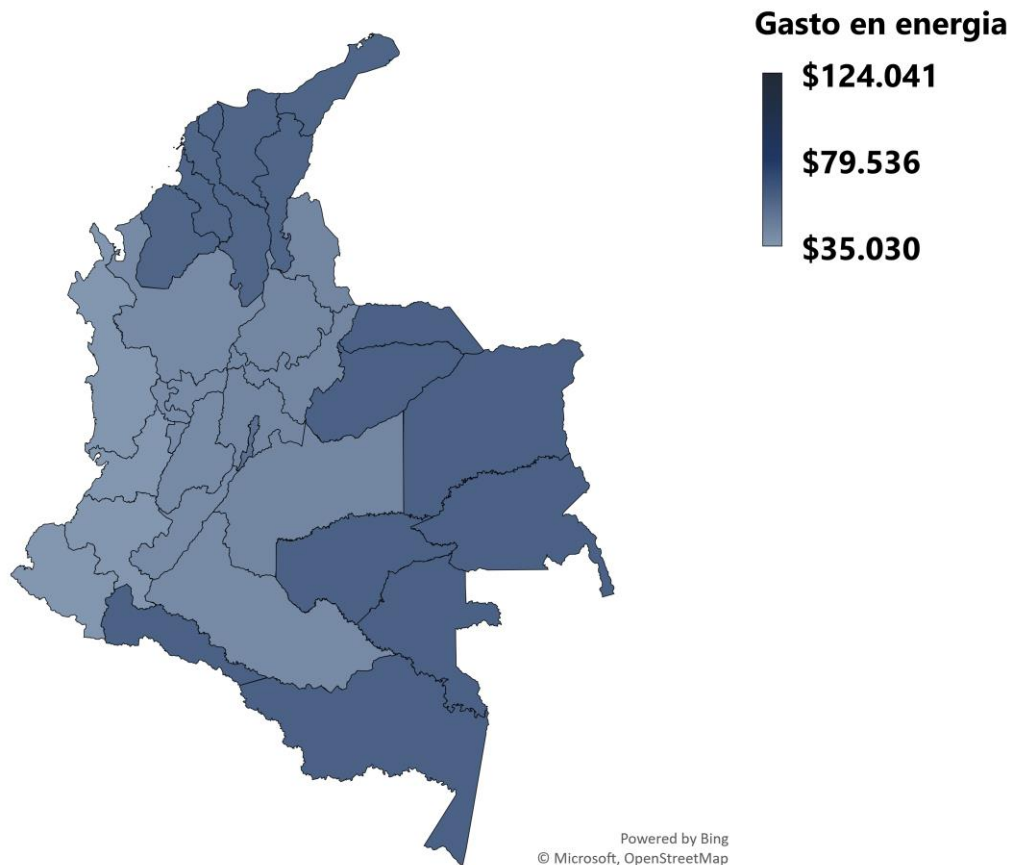 Gasto en energia
$124.041
$79.536
$35.030
Powered by Bing
© Microsoft, OpenStreetMap